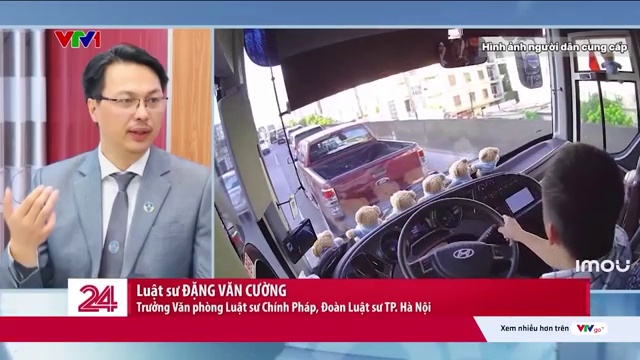 VTV1
Hình ảnh người dân cung cấp
imou
24
Luật sư ĐẶNG VĂN CƯỜNG
Trưởng Văn phòng Luật sư Chính Pháp, Đoàn Luật sư TP. Hà Nội
Xem nhiều hơn trên
VTVgo